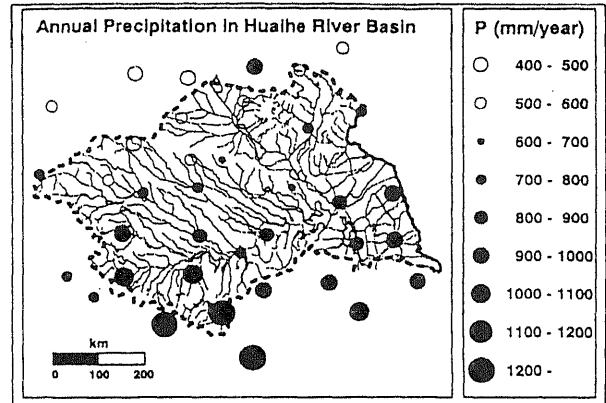 Annual Precipitation in Huaihe River Basin
km
0 100 200
P (mm/year)
400 - 500
500 - 600
600 - 700
700 - 800
800 - 900
900 - 1000
1000 - 1100
1100 - 1200
1200 -